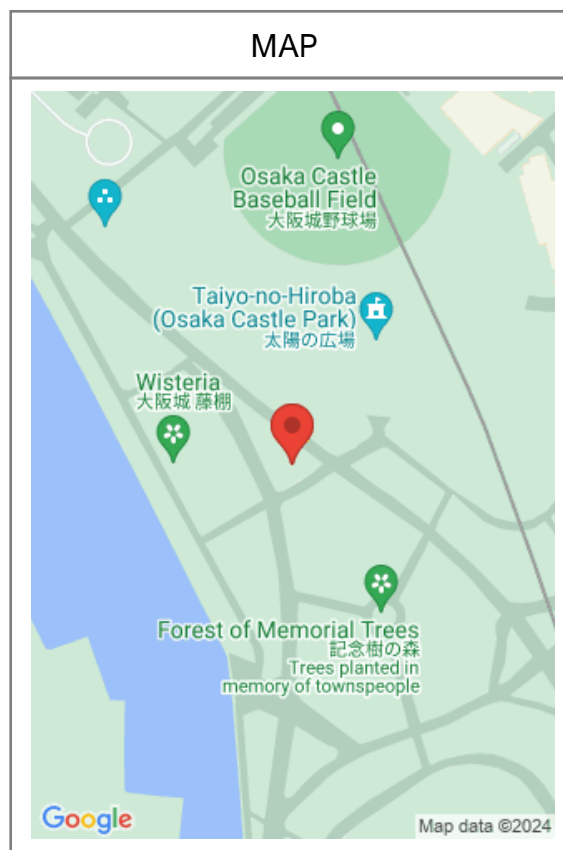 MAP
Osaka Castle
Baseball Field
大阪城野球場
Taiyo-no-Hiroba
(Osaka Castle Park)
太陽の広場
Wisteria
大阪城 藤棚
Forest of Memorial Trees
記念樹の森
Trees planted in
memory of townspeople
Google
Map data ©2024